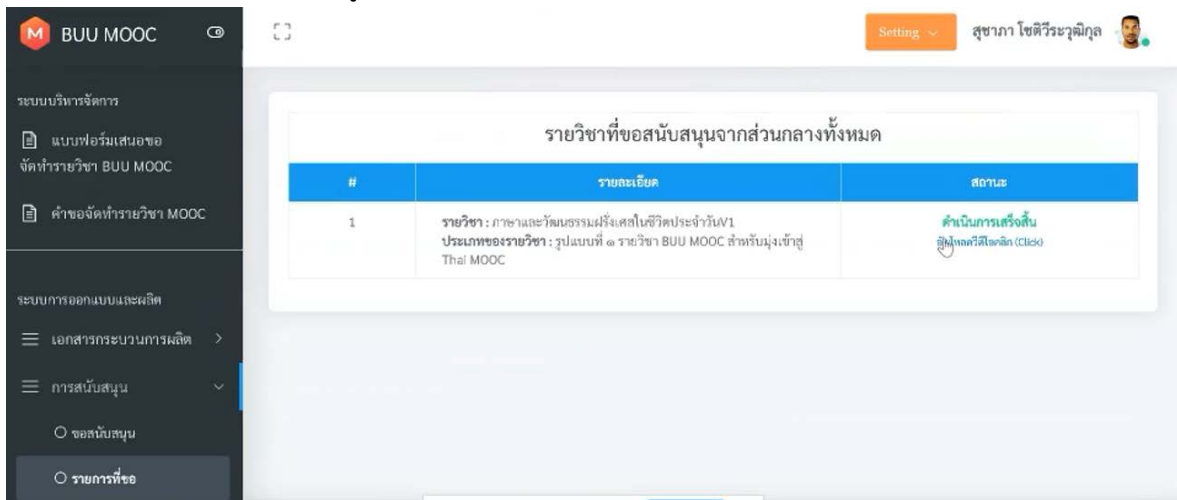 BUU MOOC
Setting
สุชาภา โชติวีระวุฒิกุล
ระบบบริหารจัดการ
แบบฟอร์มเสนอขอ
จัดทำรายวิชา BUU MOOC
คำขอจัดทำรายวิชา MOOC
ระบบการออกแบบและผลิต
เอกสารกระบวนการผลิต
การสนับสนุน
ขอสนับสนุน
รายการที่ขอ
รายวิชาที่ขอสนับสนุนจากส่วนกลางทั้งหมด
# รายละเอียด สถานะ
1 รายวิชา : ภาษาและวัฒนธรรมฝรั่งเศสในชีวิตประจำวันV1 ดำเนินการเสร็จสิ้น
ประเภทของรายวิชา : รูปแบบที่ ๑ รายวิชา BUU MOOC สำหรับมุ่งเข้าสู่ (Click)
Thai MOOC